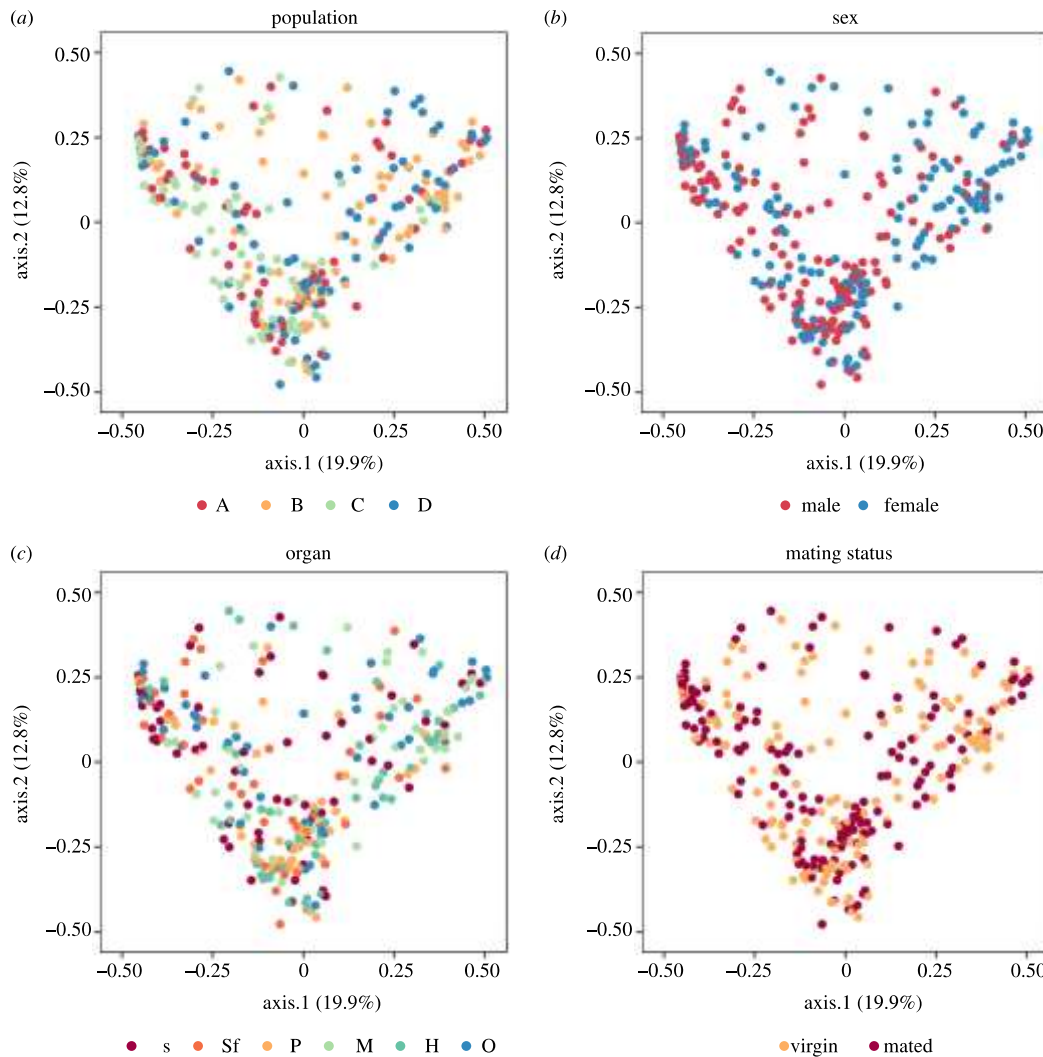 (a) population
0.50
0.25
0
−0.25
−0.50
axis.2 (12.8%)
−0.50 −0.25 0 0.25 0.50
axis.1 (19.9%)
A B C D
(b) sex
0.50
0.25
0
−0.25
−0.50
axis.2 (12.8%)
−0.50 −0.25 0 0.25 0.50
axis.1 (19.9%)
male female
(c) organ
0.50
0.25
0
−0.25
−0.50
axis.2 (12.8%)
−0.50 −0.25 0 0.25 0.50
axis.1 (19.9%)
s Sf P M H O
(d) mating status
0.50
0.25
0
−0.25
−0.50
axis.2 (12.8%)
−0.50 −0.25 0 0.25 0.50
axis.1 (19.9%)
virgin mated